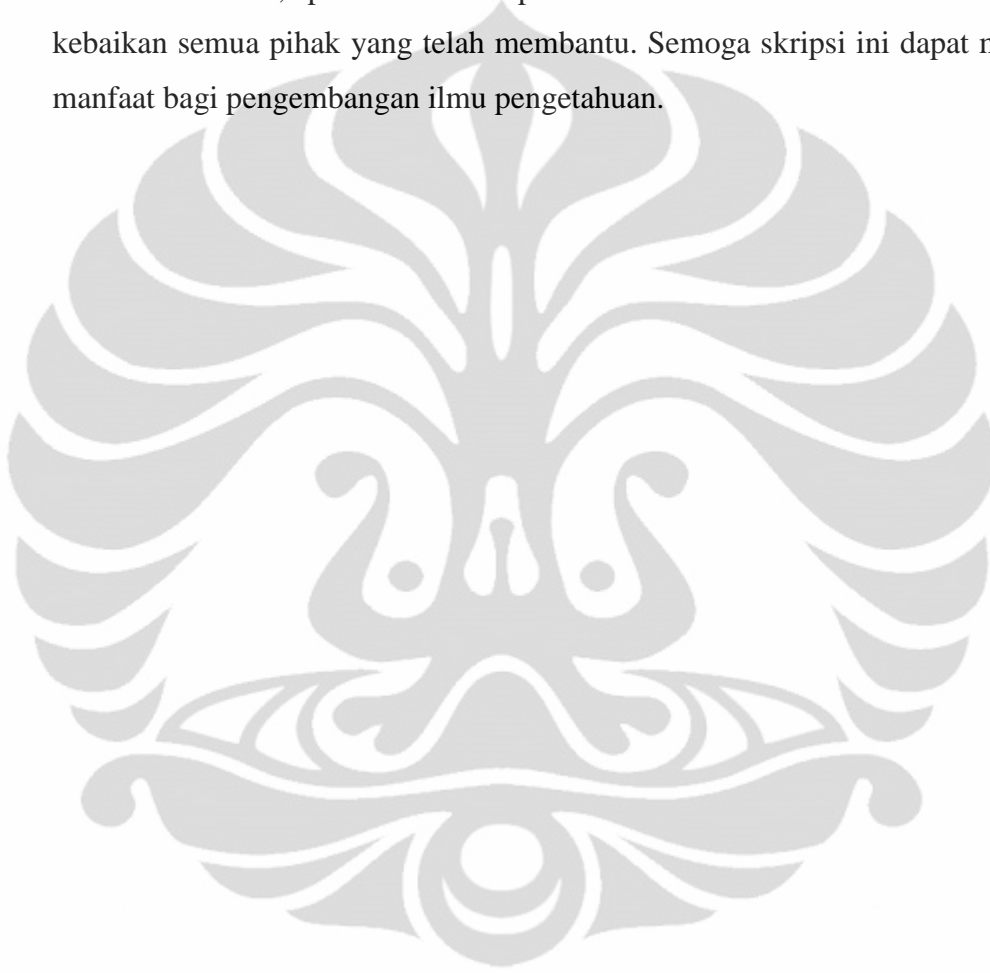 kebaikan semua pihak yang telah membantu. Semoga skripsi ini dapat
manfaat bagi pengembangan ilmu pengetahuan.